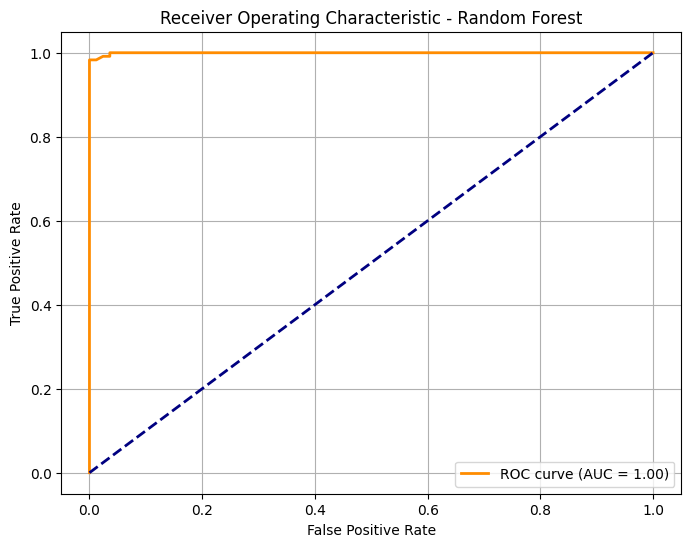 Receiver Operating Characteristic - Random Forest
True Positive Rate
1.0
0.8
0.6
0.4
0.2
0.0
ROC curve (AUC = 1.00)
0.0 0.2 0.4 0.6 0.8 1.0
False Positive Rate